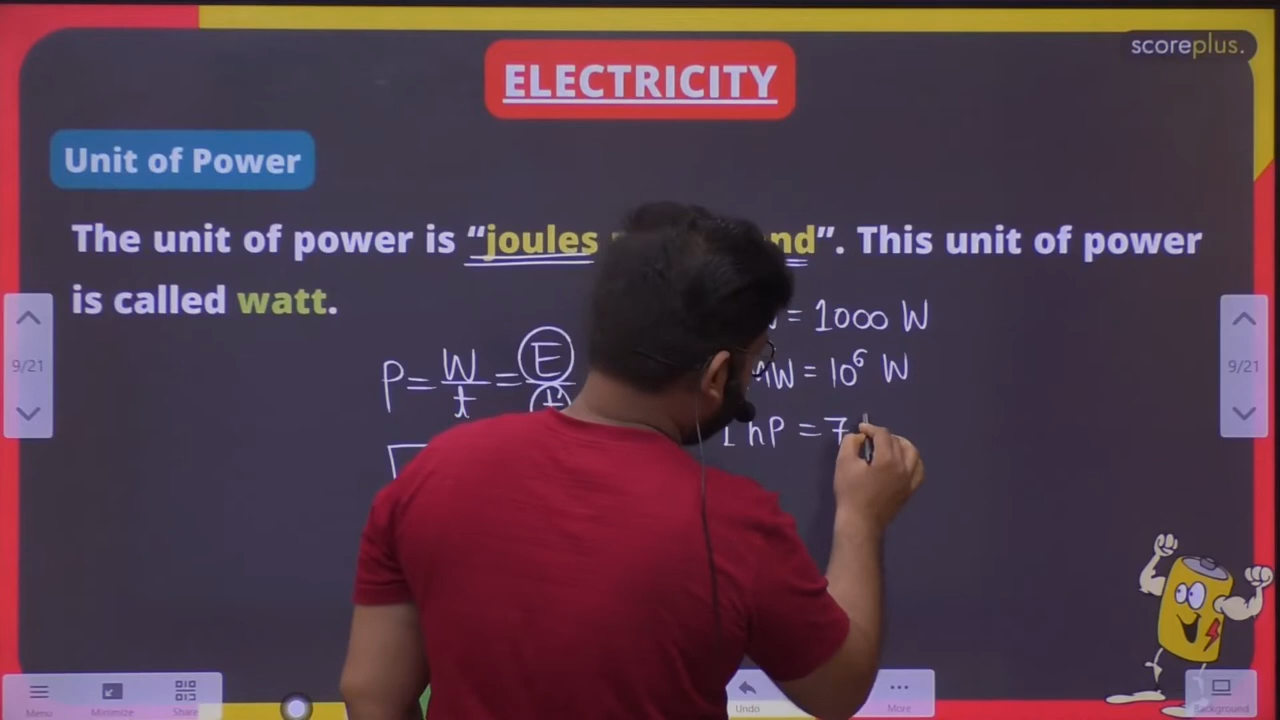 scoreplus.
ELECTRICITY
Unit of Power
The unit of power is “joules nd”. This unit of power
is called watt.
= 1000 W
P = W/t = E/t
MW = 10⁶ W
1 hP = 7
9/21
9/21
Menu
Minimize
Share
Undo
More
Background